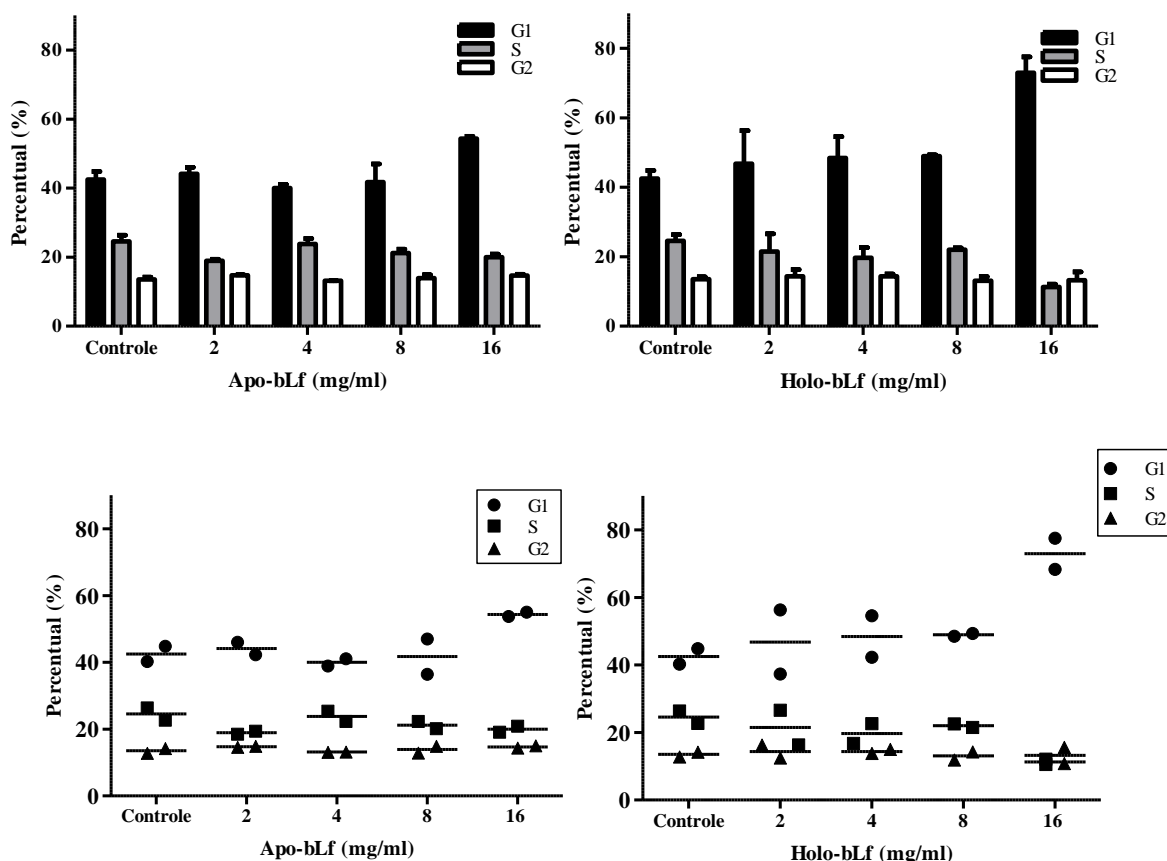 G1
S
G2
Percentual (%)
80
60
40
20
0
Controle 2 4 8 16
Apo-bLf (mg/ml)
G1
S
G2
Percentual (%)
80
60
40
20
0
Controle 2 4 8 16
Holo-bLf (mg/ml)
G1
S
G2
Percentual (%)
80
60
40
20
0
Controle 2 4 8 16
Apo-bLf (mg/ml)
G1
S
G2
Percentual (%)
80
60
40
20
0
Controle 2 4 8 16
Holo-bLf (mg/ml)